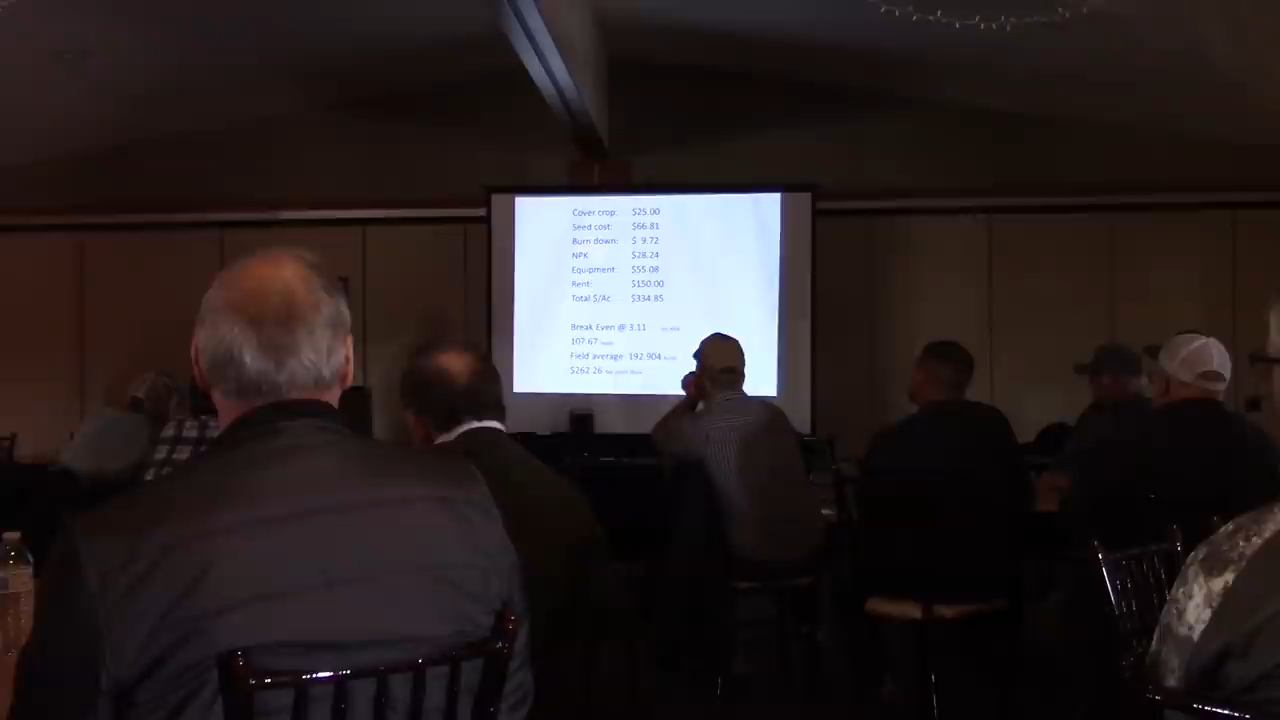 Cover crop: $25.00
Seed cost: $66.81
Burn down: $ 9.72
NPK $28.24
Equipment: $55.08
Rent: $150.00
Total $/Ac $334.85
Break Even @ 3.11
107.67
Field average: 192.904
$262.26